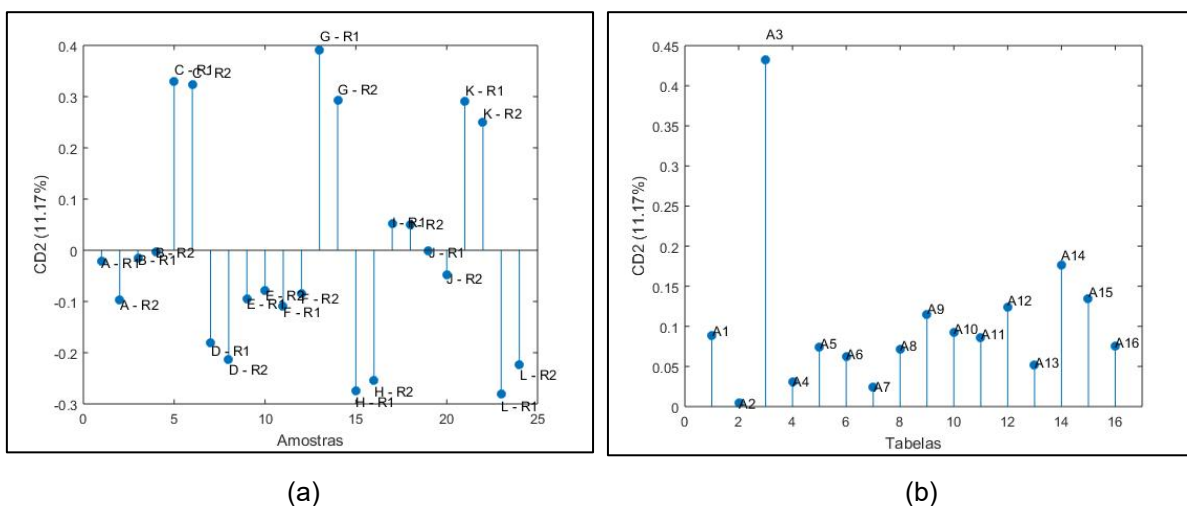 0.4
0.3
0.2
0.1
0
-0.1
-0.2
-0.3
CD2 (11.17%)
0
5
10
15
20
25
Amostras
A - R1
A - R2
B - R1
B - R2
C - R1
C - R2
D - R1
D - R2
E - R1
E - R2
F - R1
F - R2
G - R1
G - R2
H - R1
H - R2
I - R1
I - R2
J - R1
J - R2
K - R1
K - R2
L - R1
L - R2
(a)
0.45
0.4
0.35
0.3
0.25
0.2
0.15
0.1
0.05
0
CD2 (11.17%)
0
2
4
6
8
10
12
14
16
Tabelas
A1
A2
A3
A4
A5
A6
A7
A8
A9
A10
A11
A12
A13
A14
A15
A16
(b)